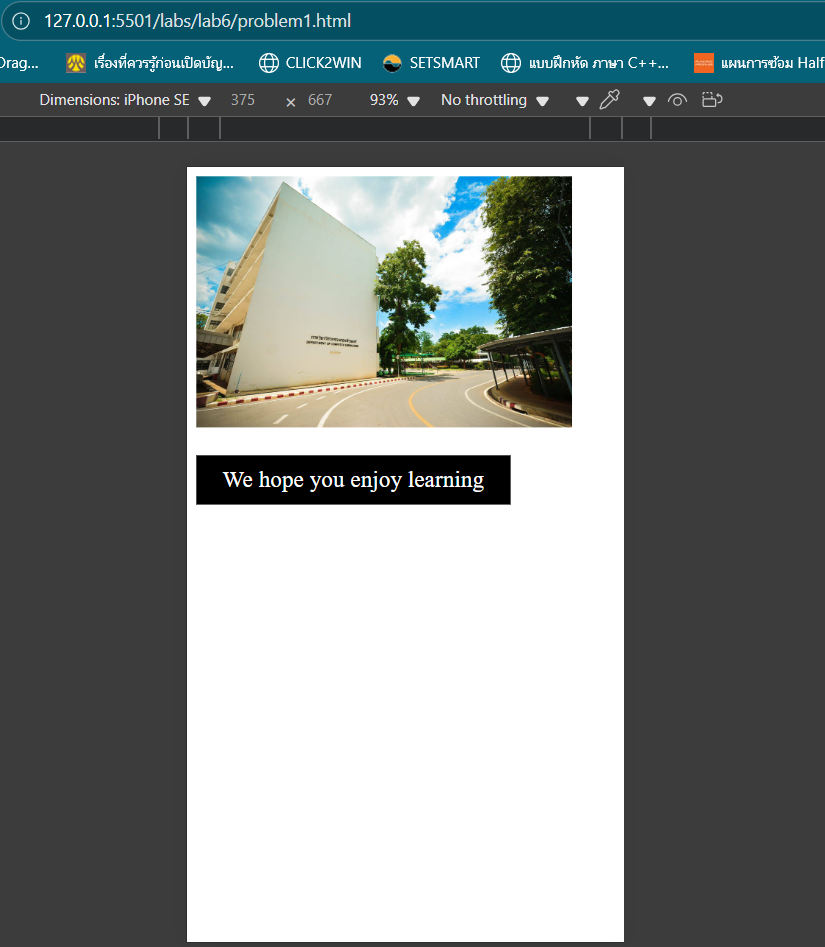 127.0.0.1:5501/labs/lab6/problem1.html
Drag... เรื่องที่ควรรู้ก่อนเปิดบัญ... CLICK2WIN SETSMART แบบฝึกหัด ภาษา C++... แผนการซ้อม Half
Dimensions: iPhone SE 375 × 667 93% No throttling
We hope you enjoy learning